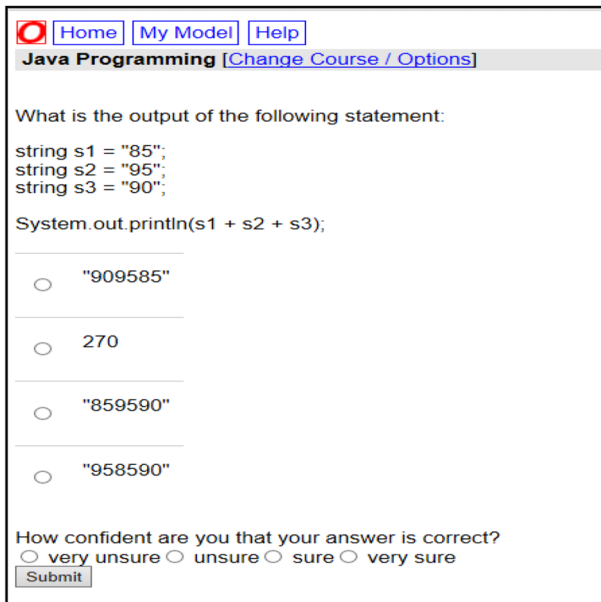 Home My Model Help
Java Programming [Change Course / Options]
What is the output of the following statement:
string s1 = "85";
string s2 = "95";
string s3 = "90";
System.out.println(s1 + s2 + s3);
"909585"
270
"859590"
"958590"
How confident are you that your answer is correct?
very unsure unsure sure very sure
Submit